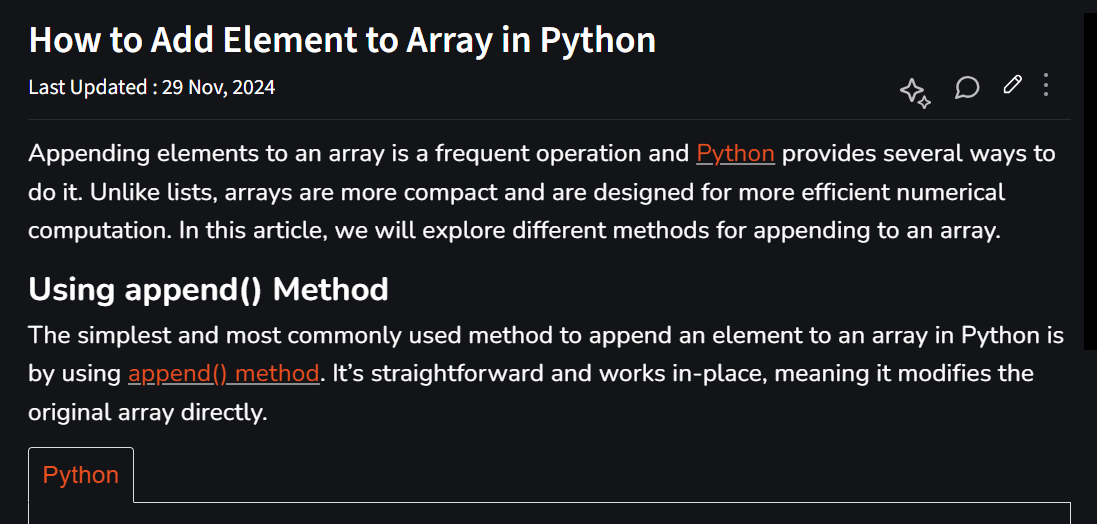 How to Add Element to Array in Python
Last Updated : 29 Nov, 2024
Appending elements to an array is a frequent operation and Python provides several ways to
do it. Unlike lists, arrays are more compact and are designed for more efficient numerical
computation. In this article, we will explore different methods for appending to an array.
Using append() Method
The simplest and most commonly used method to append an element to an array in Python is
by using append() method. It’s straightforward and works in-place, meaning it modifies the
original array directly.
Python